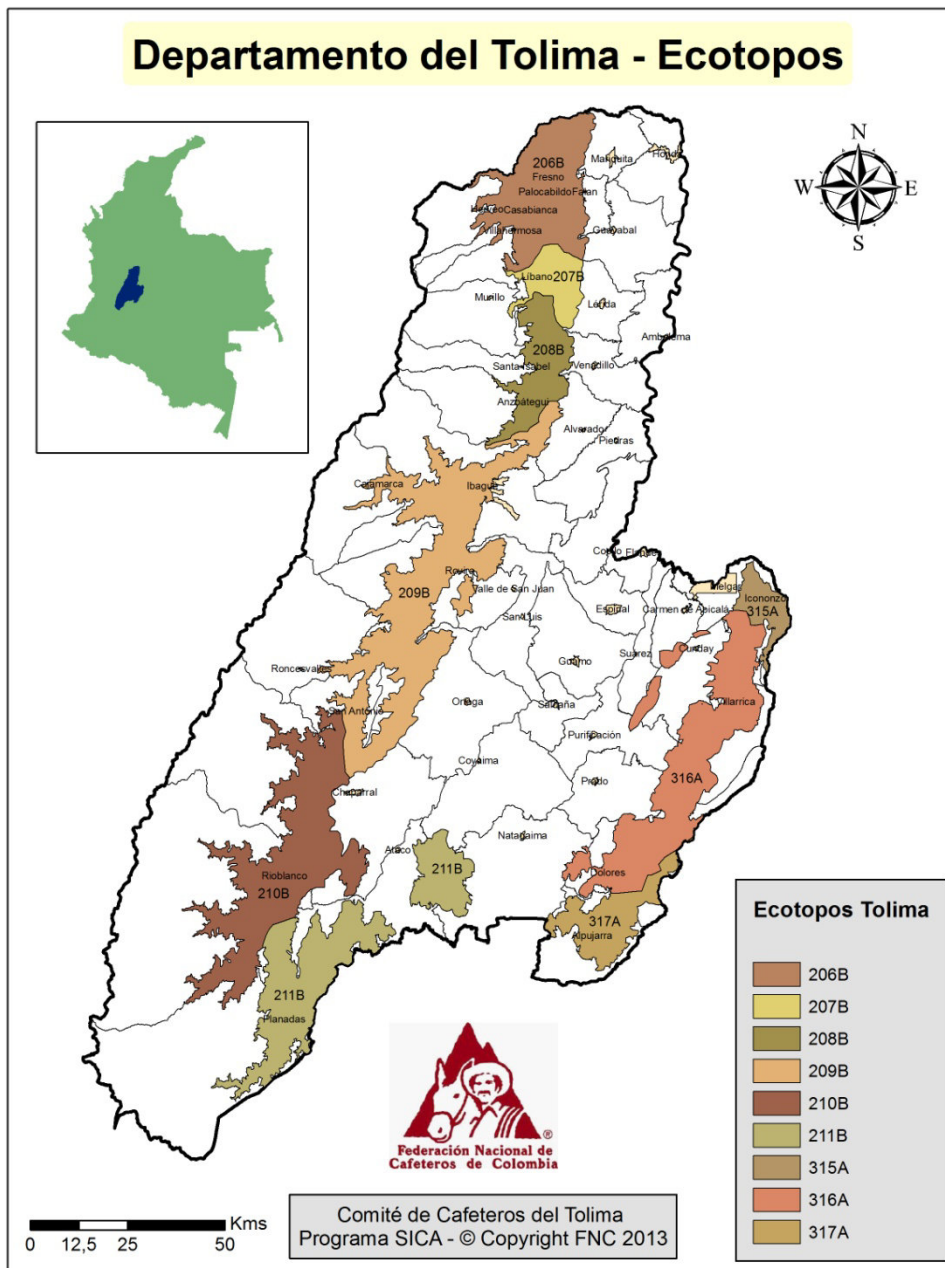 Departamento del Tolima - Ecotopos
N
W
E
S
206B
Fresno
Mariquita
Honda
Palocabildo
Falan
Herveo
Casabianca
Villahermosa
Guayabal
Líbano
207B
Murillo
Lérida
Ambalema
208B
Santa Isabel
Venadillo
Anzoátegui
Alvarado
Piedras
Cajamarca
Ibagué
Coello
Flandes
Rovira
Melgar
Icononzo
315A
209B
Valle de San Juan
Espinal
Carmen de Apicalá
San Luis
Suarez
Cunday
Roncesvalles
Guamo
San Antonio
Ortega
Saldaña
Villarrica
Purificación
Coyaima
316A
Chaparral
Prado
Natagaima
Ataco
Rioblanco
210B
211B
Dolores
317A
Alpujarra
211B
Planadas
Ecotopos Tolima
206B
207B
208B
209B
210B
211B
315A
316A
317A
®
Federación Nacional de
Cafeteros de Colombia
Kms
0 12,5 25 50
Comité de Cafeteros del Tolima
Programa SICA - © Copyright FNC 2013